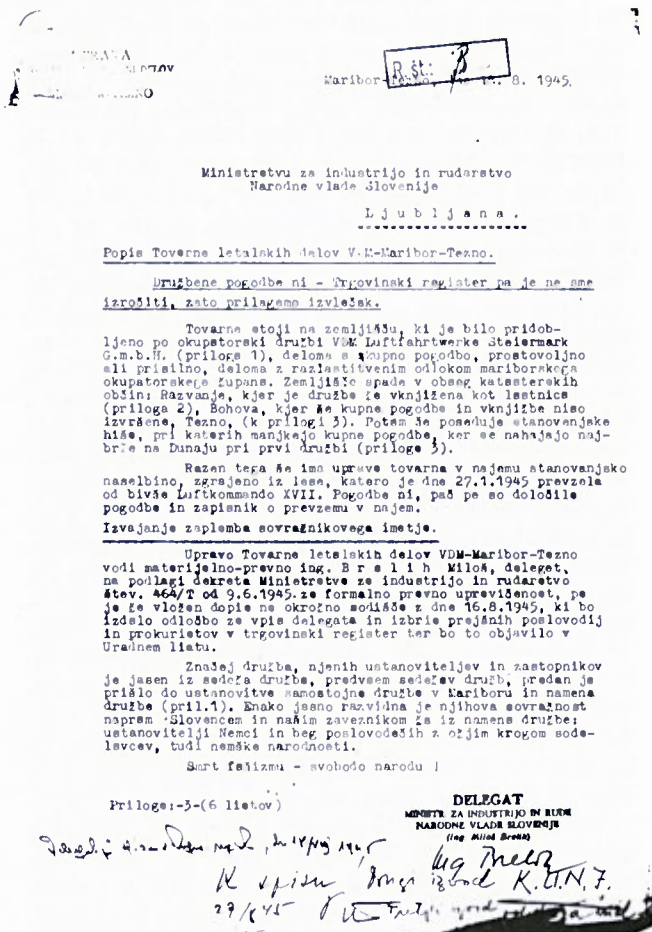 R.št.:
Maribor-Tezno, 8. 1945.
Ministrstvu za industrijo in rudarstvo
Narodne vlade Slovenije
Ljubljana.
Popis Tovarne letalskih delov VDM-Maribor-Tezno.
Družbene pogodbe ni - Trgovinski register pa je ne sme
izročiti, zato prilagamo izvleček.
Tovarna stoji na zemljišču, ki je bilo pridob-
ljeno po okupatorski družbi VDM Luftfahrtwerke Steiermark
G.m.b.H. (priloga 1), deloma s kupno pogodbo, prostovoljno
ali prisilno, deloma z razlastitvenim odlokom mariborskega
okupatorskega župana. Zemljišče spada v obseg katasterskih
občin: Razvanje, kjer je družba že vknjižena kot lastnica
(priloga 2), Bohova, kjer še kupne pogodbe in vknjižbe niso
izvršene, Tezno, (k prilogi 3). Potem še poseduje stanovanjske
hiše, pri katerih manjkajo kupne pogodbe, ker se nahajajo naj-
brže na Dunaju pri prvi družbi (priloga 3).
Razen tega še ima uprava tovarna v najemu stanovanjsko
naselbino, zgrajeno iz lesa, katero je dne 27.1.1945 prevzela
od bivše Luftkommando XVII. Pogodbe ni, pač pa so določile
pogodbe in zapisnik o prevzemu v najem.
Izvajanje zaplemba sovražnikovega imetja.
Upravo Tovarne letalskih delov VDM-Maribor-Tezno
vodi materijelno-pravno ing. Brelih Miloš, delegat,
na podlagi dekreta Ministrstva za industrijo in rudarstvo
štev. 464/T od 9.6.1945. za formalno pravno upravičenost, pa
je že vložen dopis na okrožno sodišče z dne 16.8.1945, ki bo
izdalo odločbo za vpis delegata in izbris prejšnih poslovodij
in prokuristov v trgovinski register ter bo to objavilo v
Uradnem listu.
Značaj družba, njenih ustanoviteljev in zastopnikov
je jasen iz sedeža družbe, predvsem sedežev družb, predan je
prišlo do ustanovitve samostojne družbe v Mariboru in namena
družbe (pril.1). Enako jasno razvidna je njihova sovražnost
napram Slovencem in našim zaveznikom že iz namena družbe;
ustanovitelji Nemci in beg poslovodečih z ožjim krogom sode-
lavcev, tudi nemške narodnosti.
Smrt fašizmu - svobodo narodu !
Priloge:-3-(6 listov)
DELEGAT
MINISTR. ZA INDUSTRIJO IN RUDE
NARODNE VLADE SLOVENIJE
(ing Miloš Brelih)
Ing Brelih
K spisu Drugi izvod K.U.N.I.
27/8 45